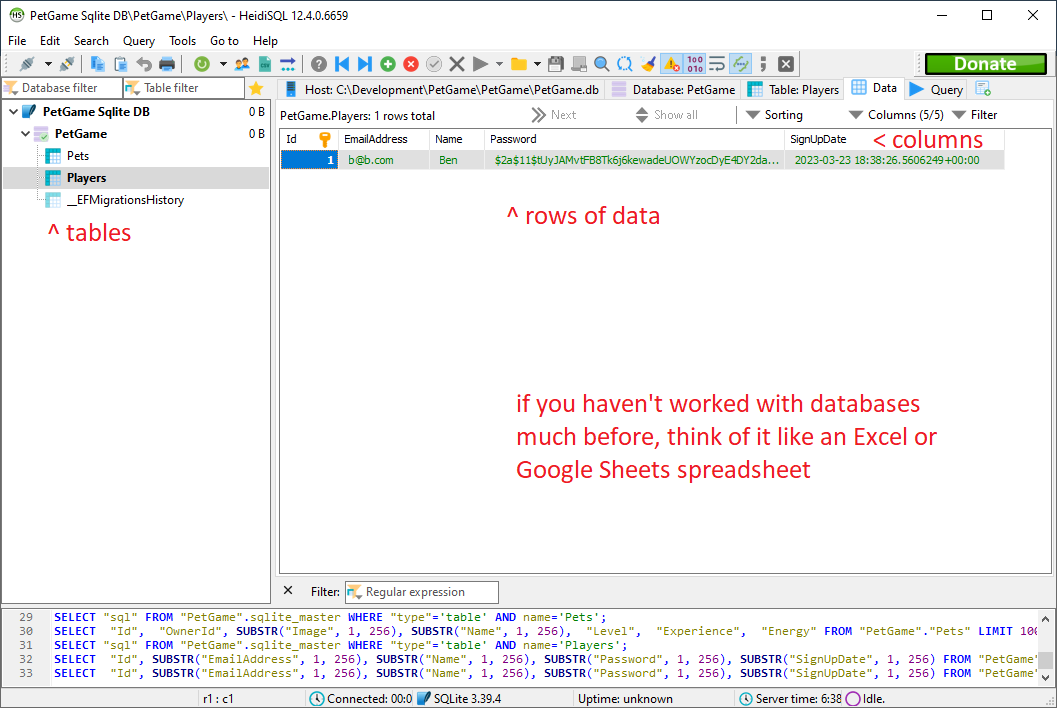 PetGame Sqlite DB\PetGame\Players\ - HeidiSQL 12.4.0.6659
File Edit Search Query Tools Go to Help
Donate
Database filter Table filter
Host: C:\Development\PetGame\PetGame\PetGame.db Database: PetGame Table: Players Data Query
PetGame Sqlite DB 0 B
PetGame 0 B
Pets
Players
__EFMigrationsHistory
^ tables
PetGame.Players: 1 rows total Next Show all Sorting Columns (5/5) Filter
Id EmailAddress Name Password SignUpDate < columns
1 b@b.com Ben $2a$11$tUyJAMvtFB8Tk6j6kewadeUOWYzocDyE4DY2da... 2023-03-23 18:38:26.5606249+00:00
^ rows of data
if you haven't worked with databases
much before, think of it like an Excel or
Google Sheets spreadsheet
Filter: Regular expression
29 SELECT "sql" FROM "PetGame".sqlite_master WHERE "type"='table' AND name='Pets';
30 SELECT "Id", "OwnerId", SUBSTR("Image", 1, 256), SUBSTR("Name", 1, 256), "Level", "Experience", "Energy" FROM "PetGame"."Pets" LIMIT 100
31 SELECT "sql" FROM "PetGame".sqlite_master WHERE "type"='table' AND name='Players';
32 SELECT "Id", SUBSTR("EmailAddress", 1, 256), SUBSTR("Name", 1, 256), SUBSTR("Password", 1, 256), SUBSTR("SignUpDate", 1, 256) FROM "PetGame"
33 SELECT "Id", SUBSTR("EmailAddress", 1, 256), SUBSTR("Name", 1, 256), SUBSTR("Password", 1, 256), SUBSTR("SignUpDate", 1, 256) FROM "PetGame"
r1 : c1 Connected: 00:0 SQLite 3.39.4 Uptime: unknown Server time: 6:38 Idle.